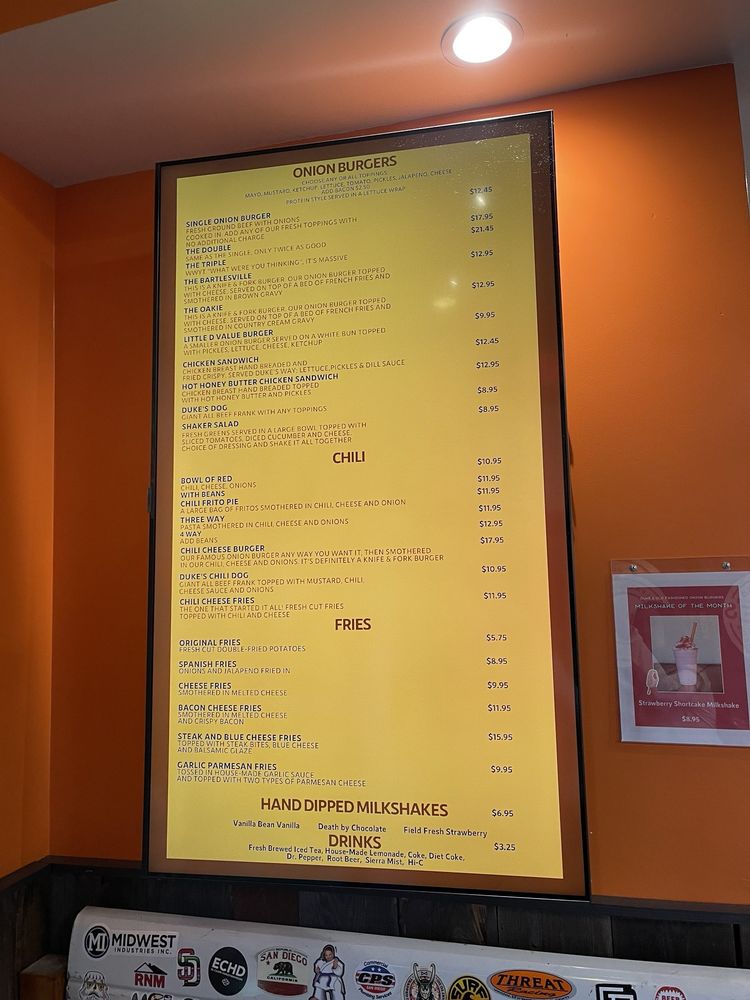 ONION BURGERS
CHOOSE ANY OR ALL TOPPINGS
MAYO, MUSTARD, KETCHUP, LETTUCE, TOMATO, PICKLES, JALAPENO, CHEESE
ADD BACON $2.50
PROTEIN STYLE SERVED IN A LETTUCE WRAP
SINGLE ONION BURGER $12.45
FRESH GROUND BEEF WITH ONIONS
COOKED IN. ADD ANY OF OUR FRESH TOPPINGS WITH
NO ADDITIONAL CHARGE
THE DOUBLE $17.95
SAME AS THE SINGLE, ONLY TWICE AS GOOD
THE TRIPLE $21.45
WWYT "WHAT WERE YOU THINKING", IT'S MASSIVE
THE BARTLESVILLE $12.95
THIS IS A KNIFE & FORK BURGER. OUR ONION BURGER TOPPED
WITH CHEESE, SERVED ON TOP OF A BED OF FRENCH FRIES AND
SMOTHERED IN BROWN GRAVY
THE OAKIE $12.95
THIS IS A KNIFE & FORK BURGER. OUR ONION BURGER TOPPED
WITH CHEESE, SERVED ON TOP OF A BED OF FRENCH FRIES AND
SMOTHERED IN COUNTRY CREAM GRAVY
LITTLE D VALUE BURGER $9.95
A SMALLER ONION BURGER SERVED ON A WHITE BUN TOPPED
WITH PICKLES, LETTUCE, CHEESE, KETCHUP
CHICKEN SANDWICH $12.45
CHICKEN BREAST HAND BREADED AND
FRIED CRISPY. SERVED DUKE'S WAY: LETTUCE,PICKLES & DILL SAUCE
HOT HONEY BUTTER CHICKEN SANDWICH $12.95
CHICKEN BREAST HAND BREADED TOPPED
WITH HOT HONEY BUTTER AND PICKLES
DUKE'S DOG $8.95
GIANT ALL BEEF FRANK WITH ANY TOPPINGS
SHAKER SALAD $8.95
FRESH GREENS SERVED IN A LARGE BOWL TOPPED WITH
SLICED TOMATOES, DICED CUCUMBER AND CHEESE.
CHOICE OF DRESSING AND SHAKE IT ALL TOGETHER
CHILI
BOWL OF RED $10.95
CHILI, CHEESE, ONIONS
WITH BEANS $11.95
CHILI FRITO PIE $11.95
A LARGE BAG OF FRITOS SMOTHERED IN CHILI, CHEESE AND ONION
THREE WAY $11.95
PASTA SMOTHERED IN CHILI, CHEESE AND ONIONS
4 WAY $12.95
ADD BEANS
CHILI CHEESE BURGER $17.95
OUR FAMOUS ONION BURGER ANY WAY YOU WANT IT, THEN SMOTHERED
IN OUR CHILI, CHEESE AND ONIONS. IT'S DEFINITELY A KNIFE & FORK BURGER
DUKE'S CHILI DOG $10.95
GIANT ALL BEEF FRANK TOPPED WITH MUSTARD, CHILI,
CHEESE SAUCE AND ONIONS
CHILI CHEESE FRIES $11.95
THE ONE THAT STARTED IT ALL! FRESH CUT FRIES
TOPPED WITH CHILI AND CHEESE
FRIES
ORIGINAL FRIES $5.75
FRESH CUT DOUBLE-FRIED POTATOES
SPANISH FRIES $8.95
ONIONS AND JALAPENO FRIED IN
CHEESE FRIES $9.95
SMOTHERED IN MELTED CHEESE
BACON CHEESE FRIES $11.95
SMOTHERED IN MELTED CHEESE
AND CRISPY BACON
STEAK AND BLUE CHEESE FRIES $15.95
TOPPED WITH STEAK BITES, BLUE CHEESE
AND BALSAMIC GLAZE
GARLIC PARMESAN FRIES $9.95
TOSSED IN HOUSE-MADE GARLIC SAUCE
AND TOPPED WITH TWO TYPES OF PARMESAN CHEESE
HAND DIPPED MILKSHAKES $6.95
Vanilla Bean Vanilla Death by Chocolate Field Fresh Strawberry
DRINKS $3.25
Fresh Brewed Iced Tea, House-Made Lemonade, Coke, Diet Coke,
Dr. Pepper, Root Beer, Sierra Mist, Hi-C
MILKSHAKE OF THE MONTH
Strawberry Shortcake Milkshake
$8.95
M MIDWEST
INDUSTRIES INC.
RNM
SD
ECHD
SAN DIEGO
CALIFORNIA
CPS
SURF
THREAT